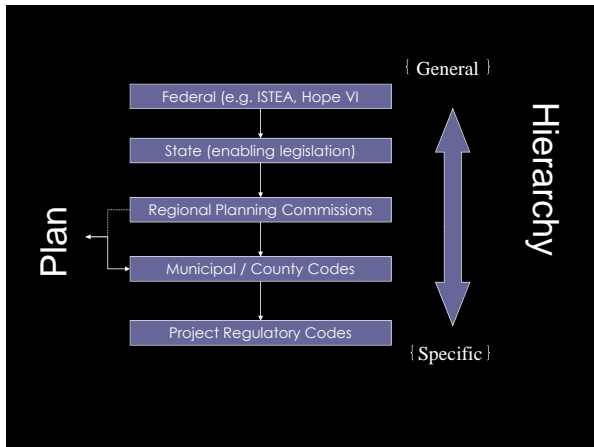 { General }
Federal (e.g. ISTEA, Hope VI
State (enabling legislation)
Regional Planning Commissions
Municipal / County Codes
Project Regulatory Codes
{ Specific }
Plan
Hierarchy